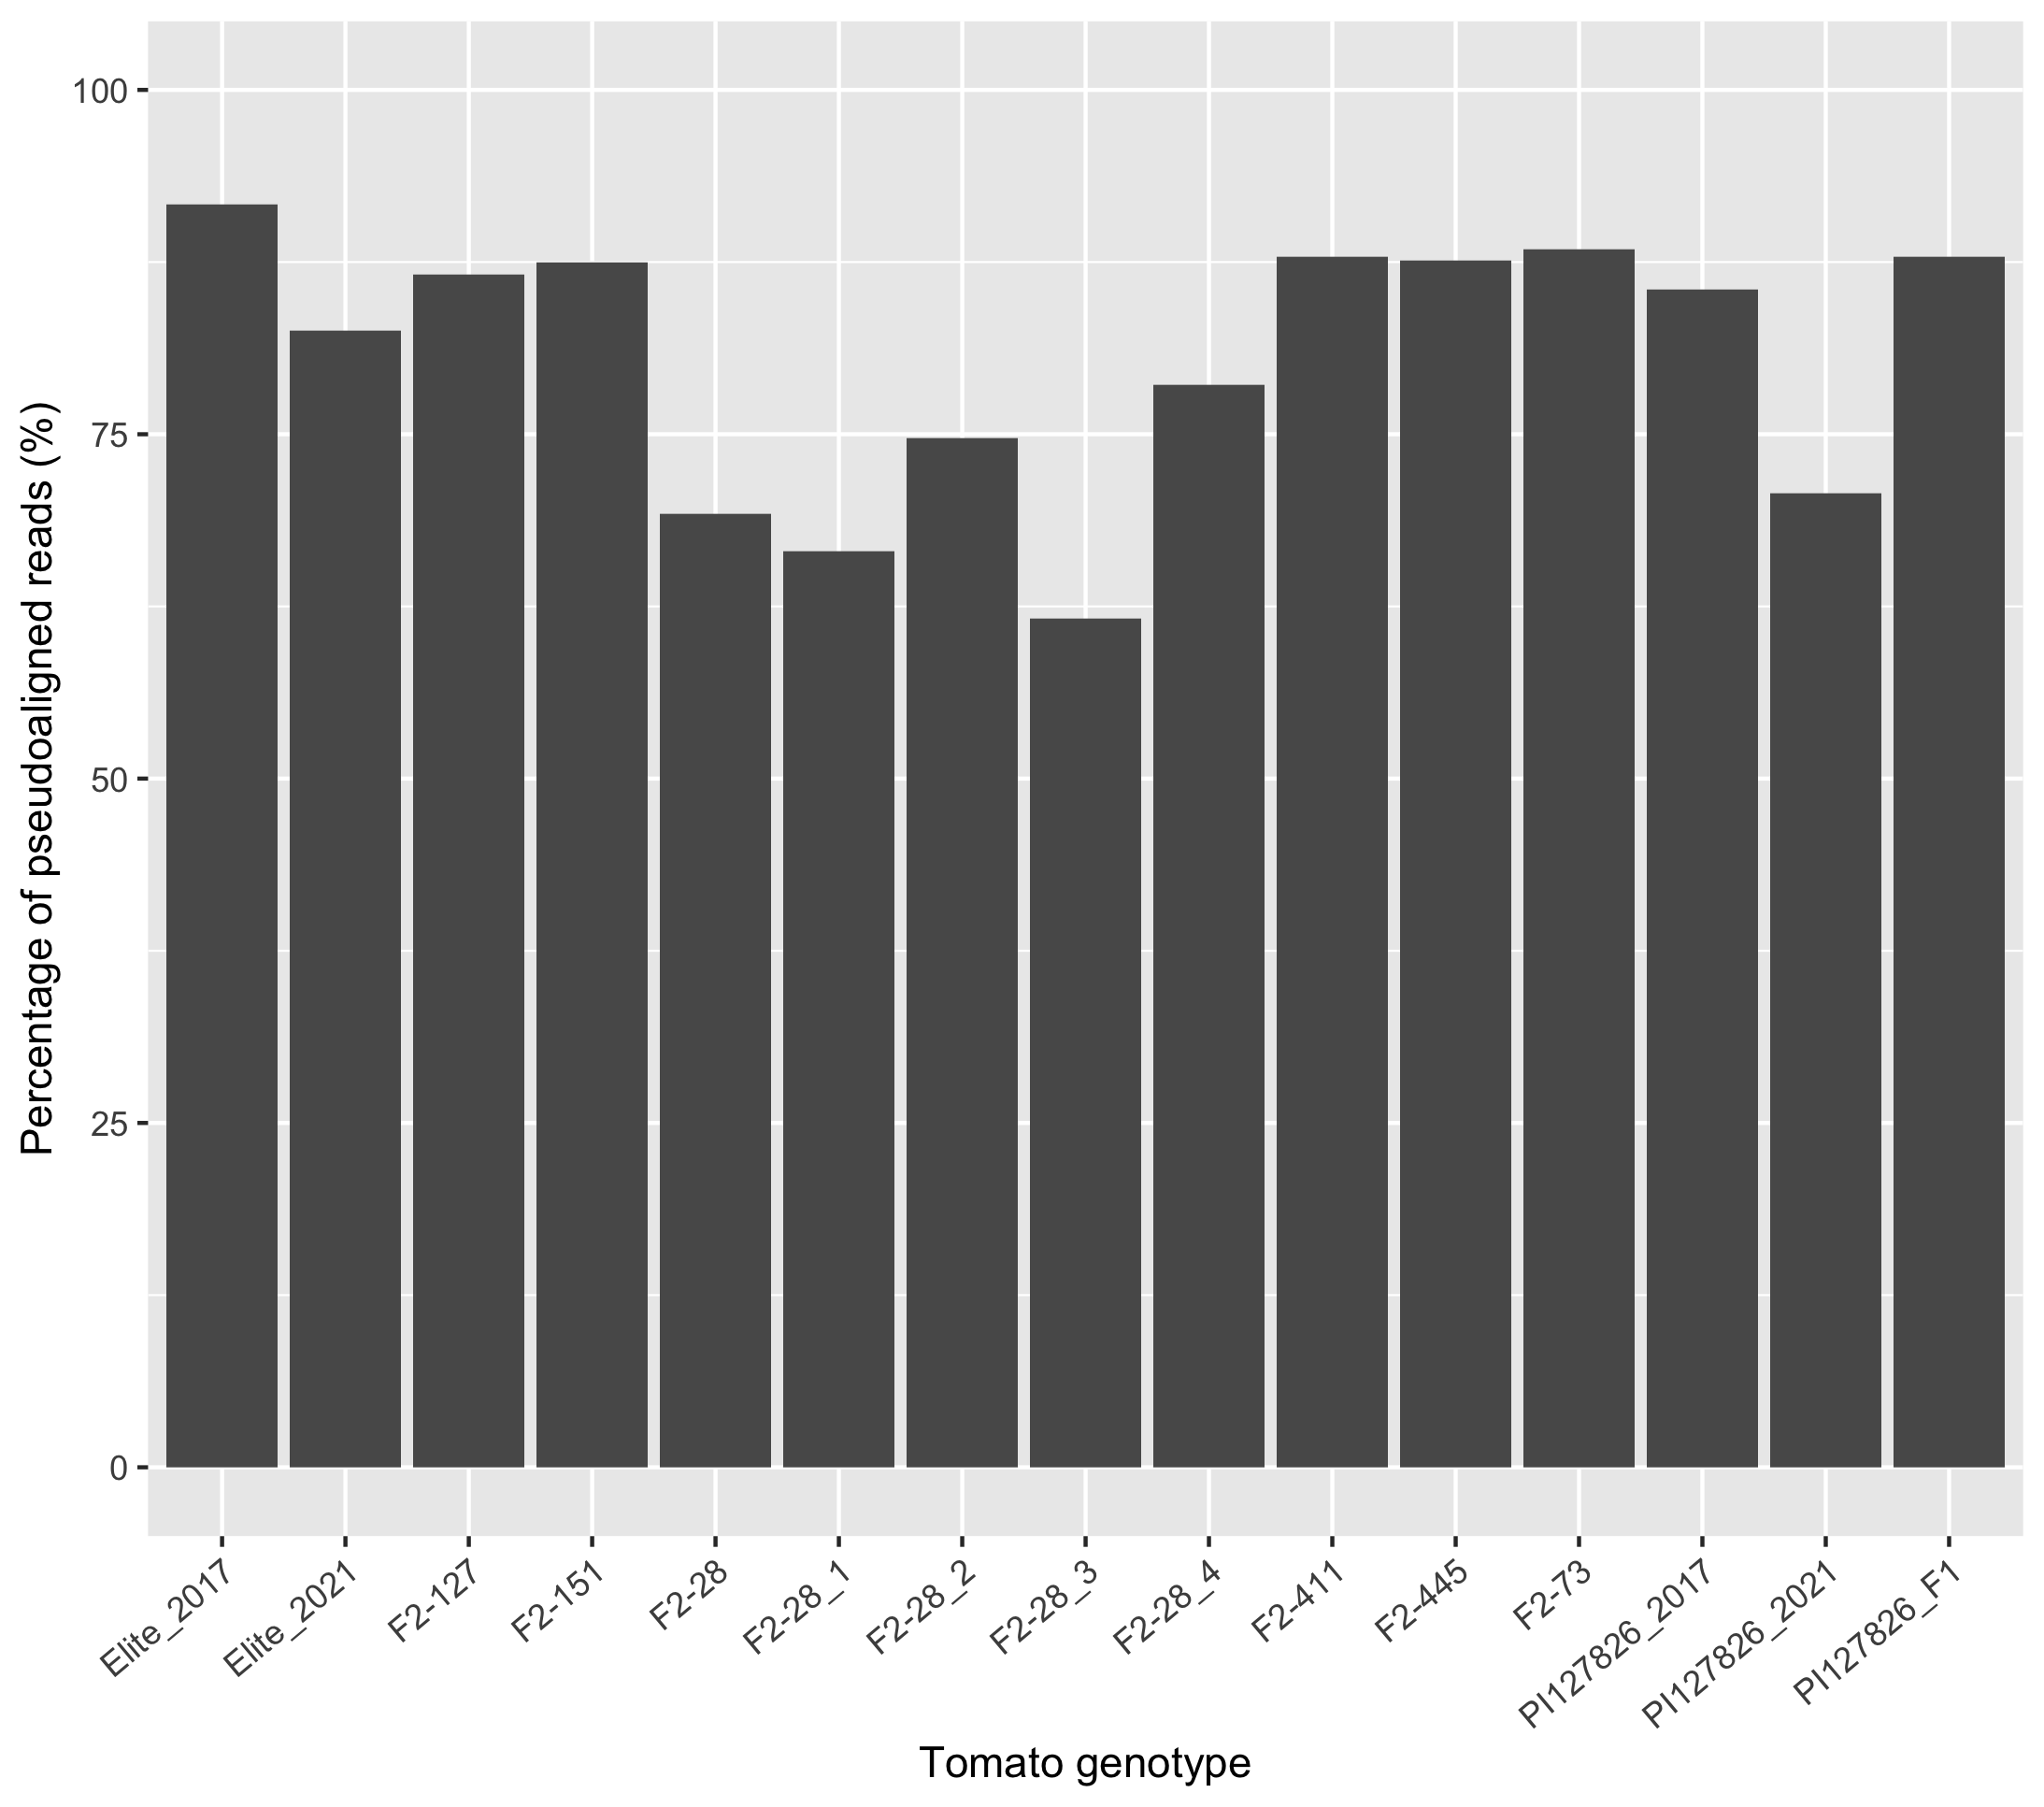 Percentage of pseudoaligned reads (%)
100
75
50
25
0
Elite_2017
Elite_2021
F2-127
F2-151
F2-28
F2-28_1
F2-28_2
F2-28_3
F2-28_4
F2-411
F2-445
F2-73
PI127826_2017
PI127826_2021
PI127826_F1
Tomato genotype